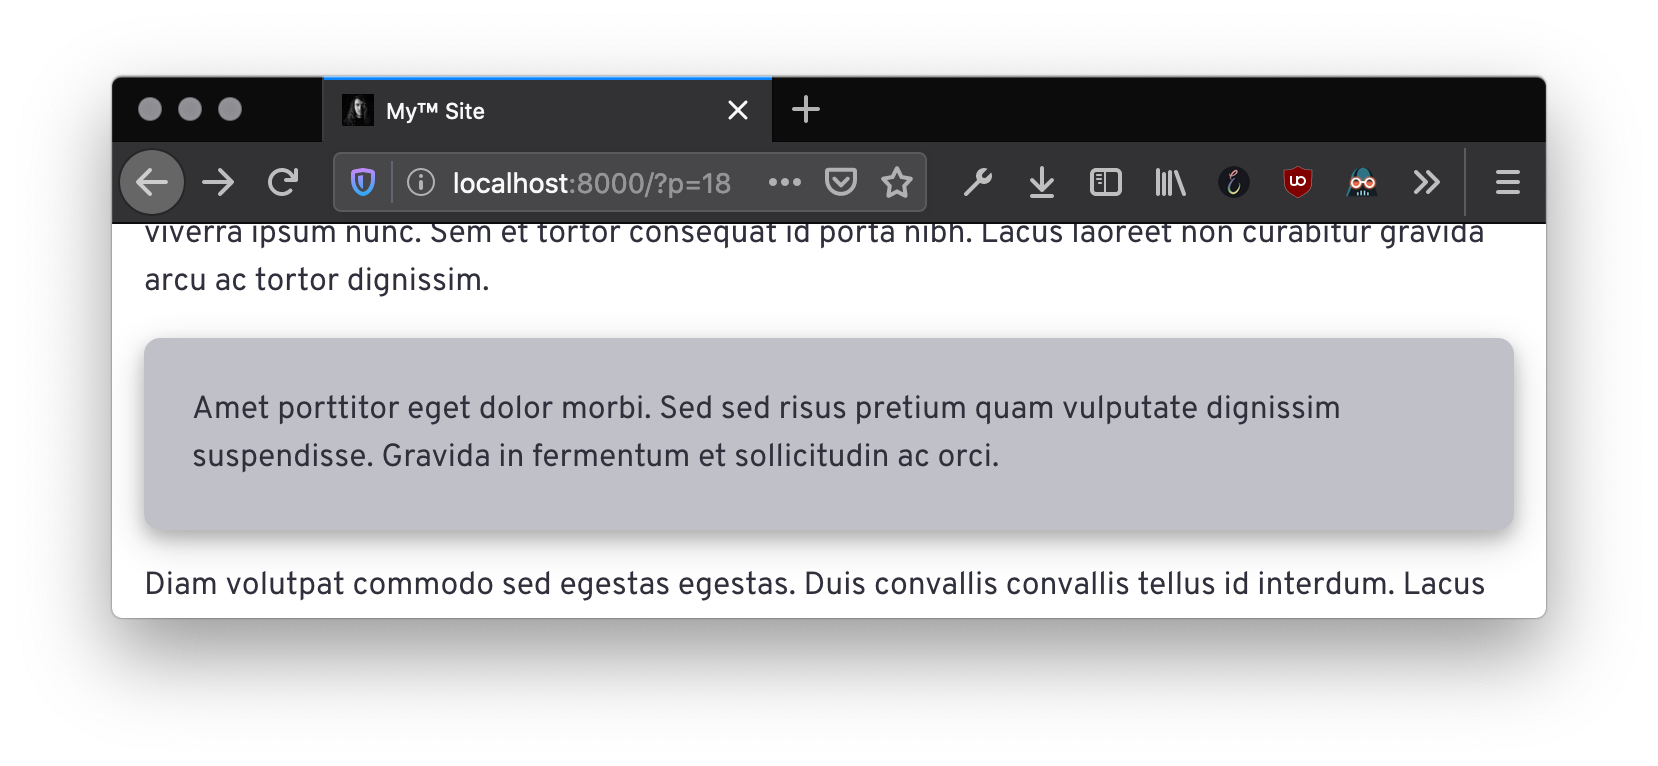 My™ Site
localhost:8000/?p=18
viverra ipsum nunc. Sem et tortor consequat id porta nibh. Lacus laoreet non curabitur gravida
arcu ac tortor dignissim.
Amet porttitor eget dolor morbi. Sed sed risus pretium quam vulputate dignissim
suspendisse. Gravida in fermentum et sollicitudin ac orci.
Diam volutpat commodo sed egestas egestas. Duis convallis convallis tellus id interdum. Lacus